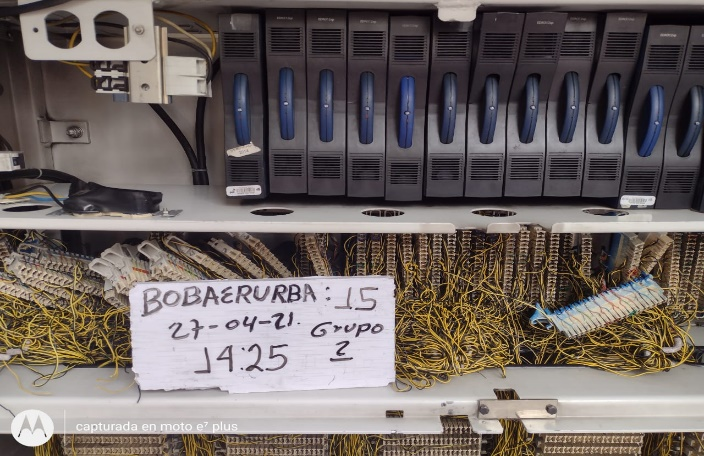 BOBAERURBA: 15
27-04-21.
Grupo
14:25
2
capturada en moto e⁷ plus